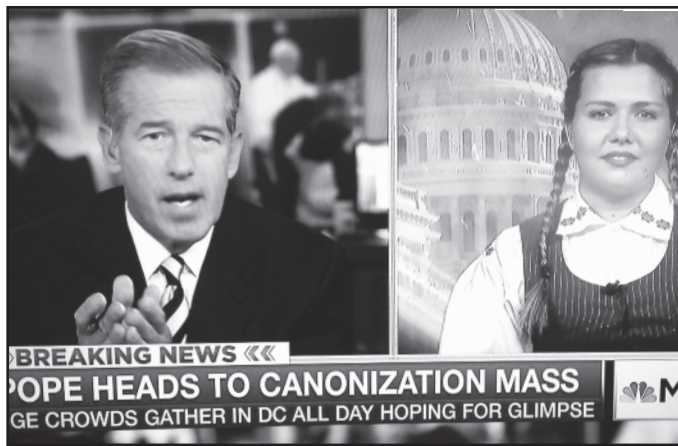 BREAKING NEWS
POPE HEADS TO CANONIZATION MASS
GE CROWDS GATHER IN DC ALL DAY HOPING FOR GLIMPSE
M